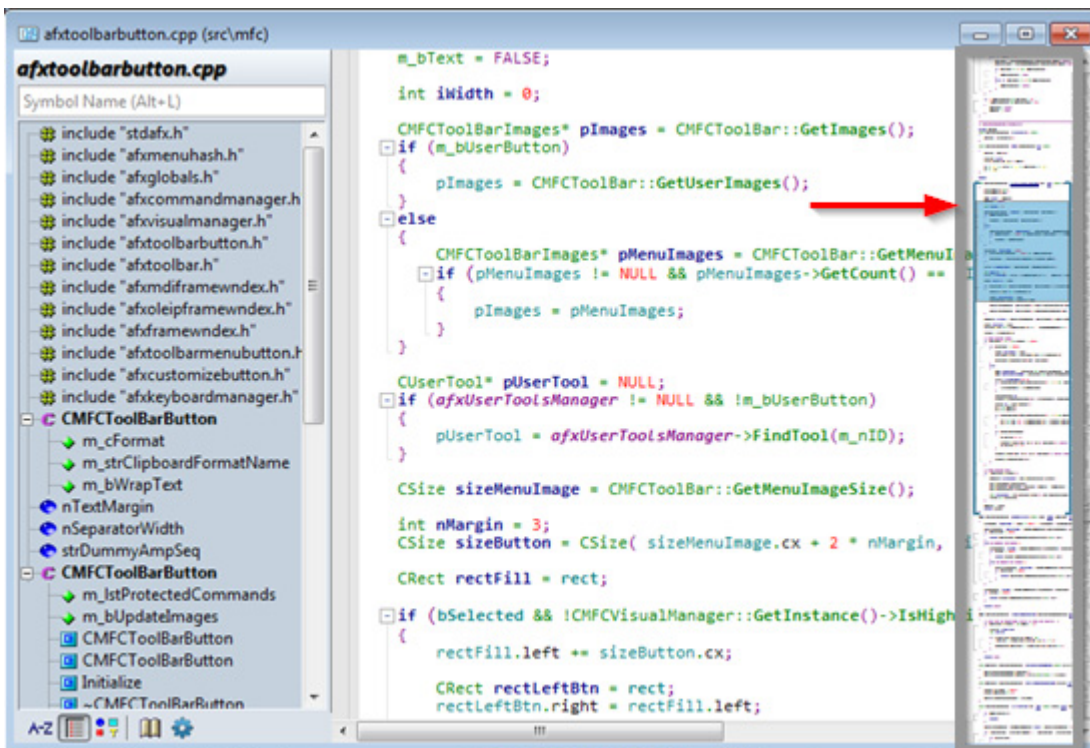 afxtoolbarbutton.cpp (src\mfc)
afxtoolbarbutton.cpp
Symbol Name (Alt+L)
include "stdafx.h"
include "afxmenuhash.h"
include "afxglobals.h"
include "afxcommandmanager.h
include "afxvisualmanager.h"
include "afxtoolbarbutton.h"
include "afxtoolbar.h"
include "afxmdiframewndex.h"
include "afxoleipframewndex.h"
include "afxframewndex.h"
include "afxtoolbarmenubutton.h
include "afxcustomizebutton.h"
include "afxkeyboardmanager.h"
CMFCToolBarButton
m_cFormat
m_strClipboardFormatName
m_bWrapText
nTextMargin
nSeparatorWidth
strDummyAmpSeq
CMFCToolBarButton
m_lstProtectedCommands
m_bUpdateImages
CMFCToolBarButton
CMFCToolBarButton
Initialize
~CMFCToolBarButton
A-Z
m_bText = FALSE;
int iWidth = 0;
CMFCToolBarImages* pImages = CMFCToolBar::GetImages();
if (m_bUserButton)
{
pImages = CMFCToolBar::GetUserImages();
}
else
{
CMFCToolBarImages* pMenuImages = CMFCToolBar::GetMenuI
if (pMenuImages != NULL && pMenuImages->GetCount() ==
{
pImages = pMenuImages;
}
}
CUserTool* pUserTool = NULL;
if (afxUserToolsManager != NULL && !m_bUserButton)
{
pUserTool = afxUserToolsManager->FindTool(m_nID);
}
CSize sizeMenuImage = CMFCToolBar::GetMenuImageSize();
int nMargin = 3;
CSize sizeButton = CSize( sizeMenuImage.cx + 2 * nMargin,
CRect rectFill = rect;
if (bSelected && !CMFCVisualManager::GetInstance()->IsHigh
{
rectFill.left += sizeButton.cx;
CRect rectLeftBtn = rect;
rectLeftBtn.right = rectFill.left;